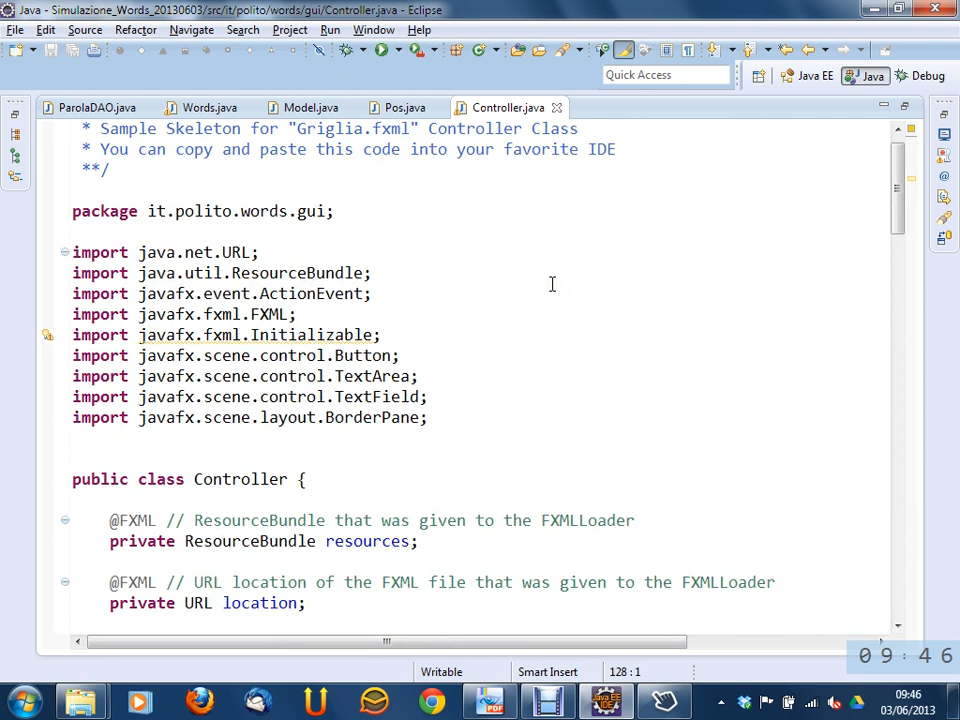 Java - Simulazione_Words_20130603/src/it/polito/words/gui/Controller.java - Eclipse
File Edit Source Refactor Navigate Search Project Run Window Help
Quick Access
Java EE Java Debug
ParolaDAO.java Words.java Model.java Pos.java Controller.java
* Sample Skeleton for "Griglia.fxml" Controller Class
* You can copy and paste this code into your favorite IDE
**/
package it.polito.words.gui;
import java.net.URL;
import java.util.ResourceBundle;
import javafx.event.ActionEvent;
import javafx.fxml.FXML;
import javafx.fxml.Initializable;
import javafx.scene.control.Button;
import javafx.scene.control.TextArea;
import javafx.scene.control.TextField;
import javafx.scene.layout.BorderPane;
public class Controller {
@FXML // ResourceBundle that was given to the FXMLLoader
private ResourceBundle resources;
@FXML // URL location of the FXML file that was given to the FXMLLoader
private URL location;
09:46
Writable Smart Insert 128 : 1
PDF
Java EE IDE
09:46
03/06/2013